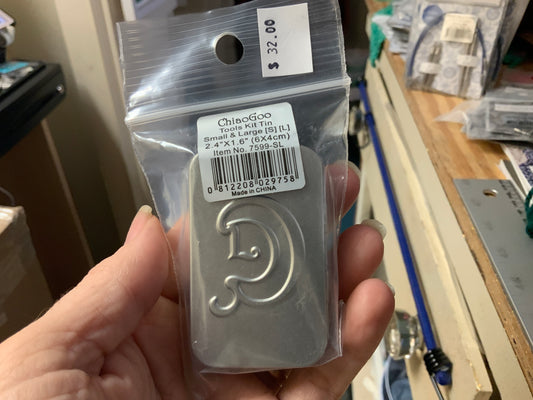 $ 32.00
ChiaoGoo
Tools Kit Tin
Small & Large [S] [L]
2.4"X1.6" (6X4cm)
Item No. 7599-SL
0 812208 029758
Made in CHINA